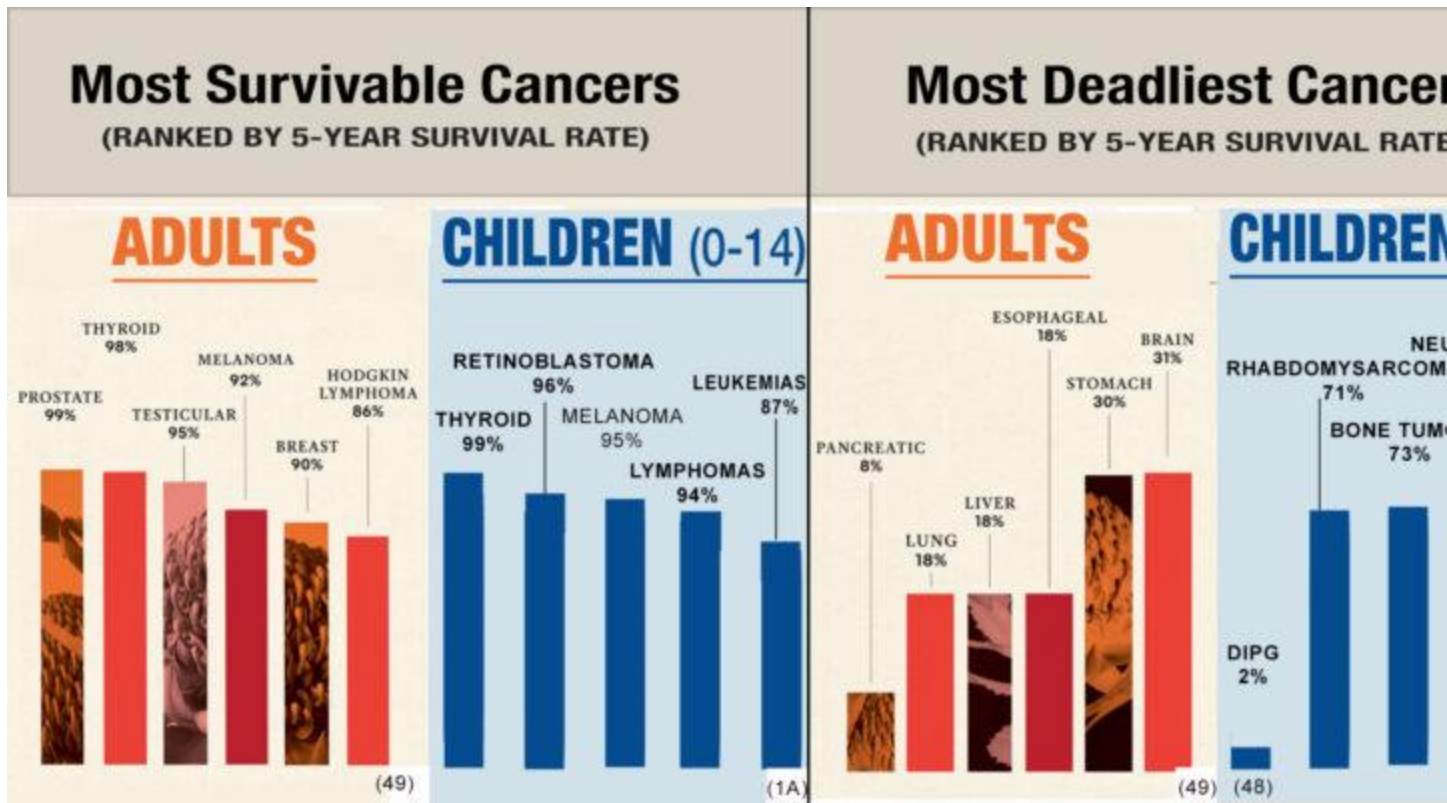 Most Survivable Cancers
(RANKED BY 5-YEAR SURVIVAL RATE)
ADULTS
PROSTATE
99%
THYROID
98%
TESTICULAR
95%
MELANOMA
92%
BREAST
90%
HODGKIN
LYMPHOMA
86%
(49)
CHILDREN (0-14)
THYROID
99%
RETINOBLASTOMA
96%
MELANOMA
95%
LYMPHOMAS
94%
LEUKEMIAS
87%
(1A)
Most Deadliest Cancer
(RANKED BY 5-YEAR SURVIVAL RATE
ADULTS
PANCREATIC
8%
LUNG
18%
LIVER
18%
ESOPHAGEAL
18%
STOMACH
30%
BRAIN
31%
(49)
CHILDREN
DIPG
2%
RHABDOMYSARCOM
71%
NEU
BONE TUMO
73%
(48)